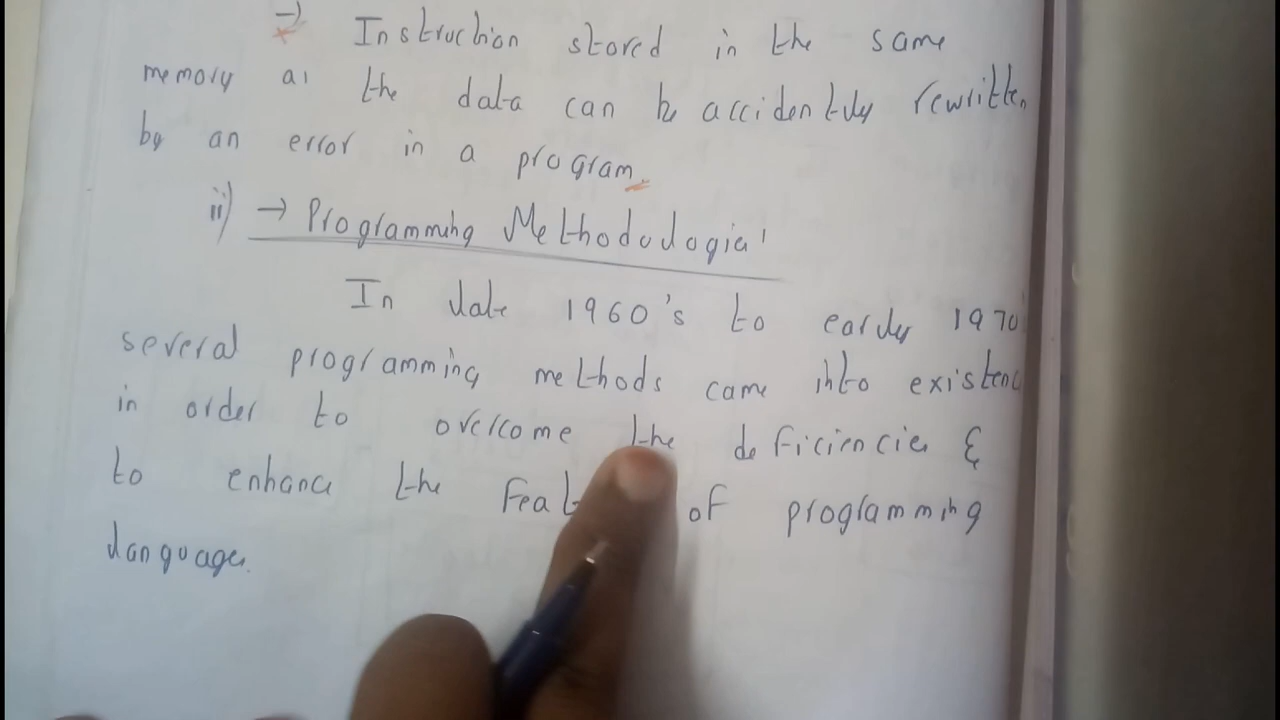 → Instruction stored in the same
memory as the data can be accidently rewritten
by an error in a program.
ii) → Programming Methodologies
In late 1960's to early 1970
several programming methods came into existenc
in order to overcome the deficiencies &
to enhance the of programming
languages.